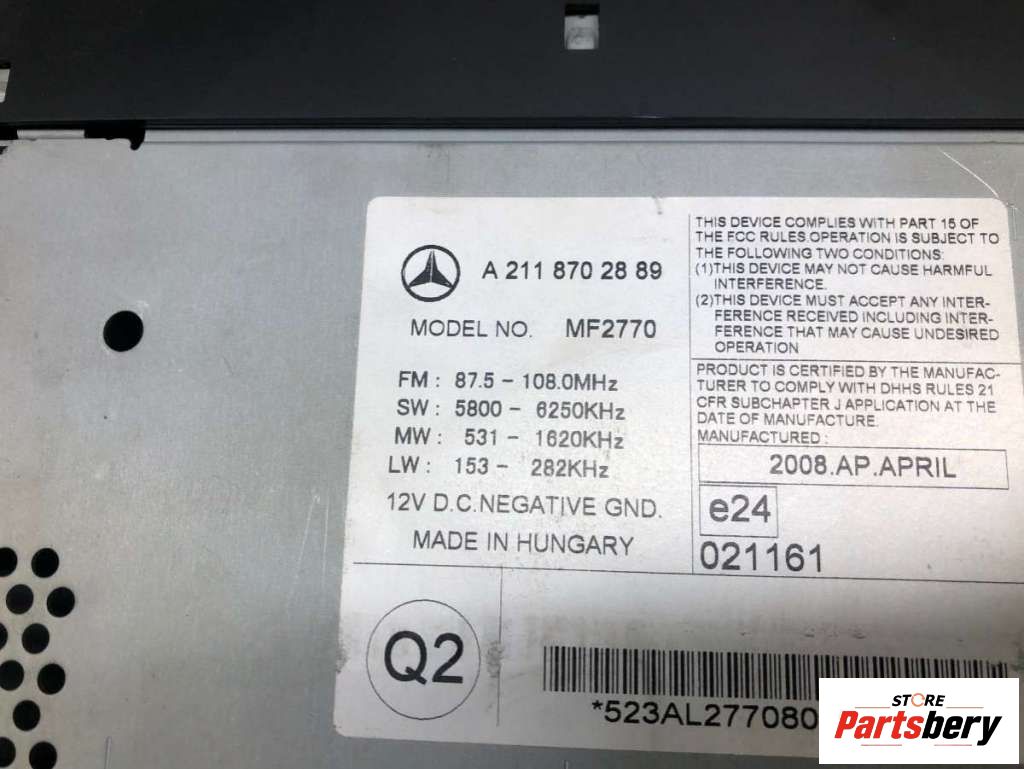 A 211 870 28 89
MODEL NO. MF2770
FM : 87.5 - 108.0MHz
SW : 5800 - 6250KHz
MW : 531 - 1620KHz
LW : 153 - 282KHz
12V D.C.NEGATIVE GND.
MADE IN HUNGARY
THIS DEVICE COMPLIES WITH PART 15 OF
THE FCC RULES.OPERATION IS SUBJECT TO
THE FOLLOWING TWO CONDITIONS:
(1)THIS DEVICE MAY NOT CAUSE HARMFUL
INTERFERENCE.
(2)THIS DEVICE MUST ACCEPT ANY INTER-
FERENCE RECEIVED INCLUDING INTER-
FERENCE THAT MAY CAUSE UNDESIRED
OPERATION
PRODUCT IS CERTIFIED BY THE MANUFAC-
TURER TO COMPLY WITH DHHS RULES 21
CFR SUBCHAPTER J APPLICATION AT THE
DATE OF MANUFACTURE.
MANUFACTURED :
2008.AP.APRIL
e24
021161
Q2
*523AL277080
STORE
Partsbery